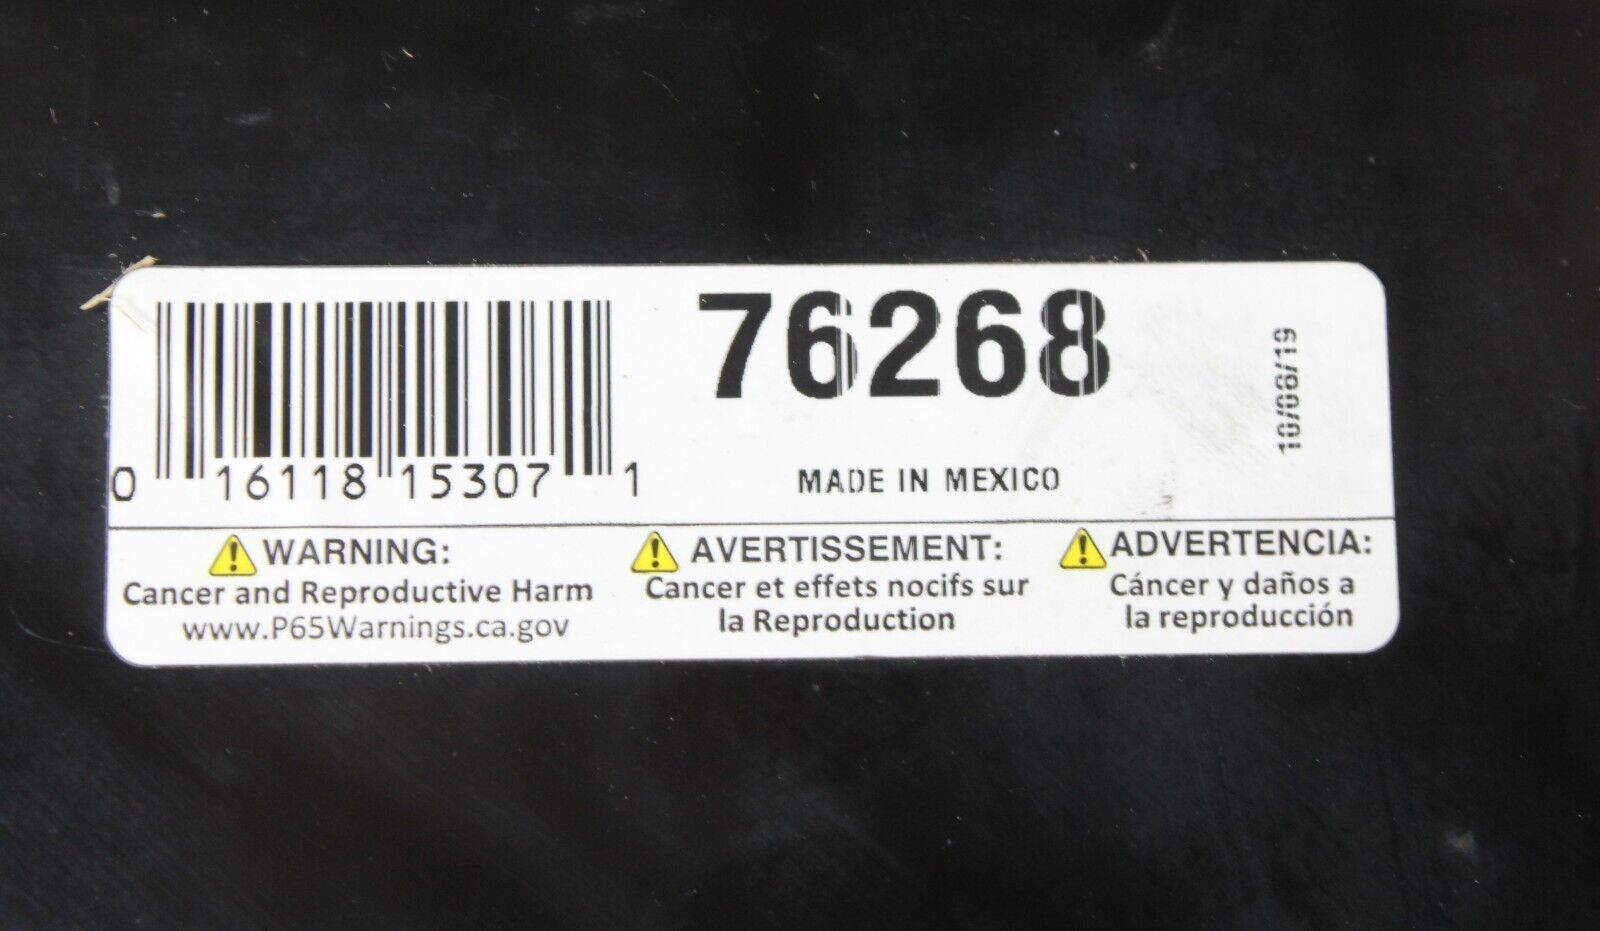 76268
10/08/19
0 16118 15307 1
MADE IN MEXICO
WARNING:
Cancer and Reproductive Harm
www.P65Warnings.ca.gov
AVERTISSEMENT:
Cancer et effets nocifs sur
la Reproduction
ADVERTENCIA:
Cáncer y daños a
la reproducción